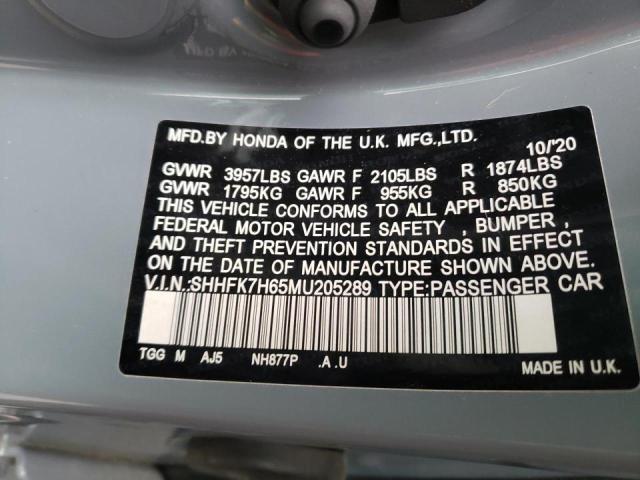 MFD.BY HONDA OF THE U.K. MFG.,LTD.
10/'20
GVWR 3957LBS GAWR F 2105LBS R 1874LBS
GVWR 1795KG GAWR F 955KG R 850KG
THIS VEHICLE CONFORMS TO ALL APPLICABLE
FEDERAL MOTOR VEHICLE SAFETY , BUMPER ,
AND THEFT PREVENTION STANDARDS IN EFFECT
ON THE DATE OF MANUFACTURE SHOWN ABOVE.
V.I.N.:SHHFK7H65MU205289 TYPE:PASSENGER CAR
TGG M AJ5 NH877P .A .U MADE IN U.K.